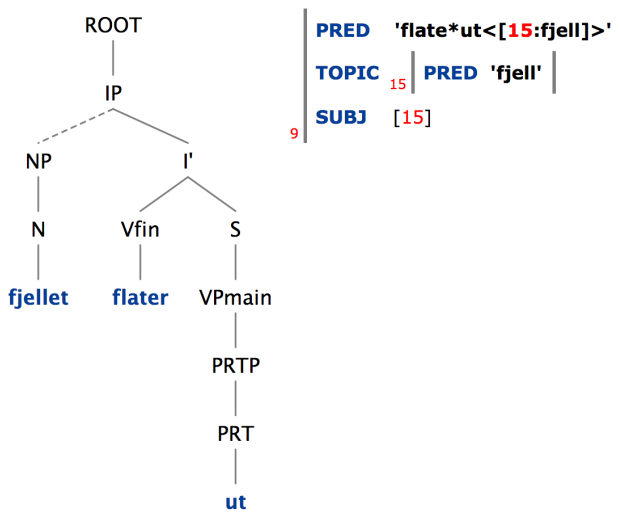 ROOT
PRED 'flate*ut<[15:fjell]>'
TOPIC 15 PRED 'fjell'
IP
SUBJ [15]
9
NP I'
N Vfin S
fjellet flater VPmain
PRTP
PRT
ut